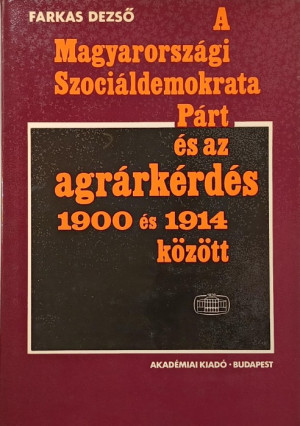 FARKAS DEZSŐ
A
Magyarországi
Szociáldemokrata
Párt
és az
agrárkérdés
1900 és 1914
között
AKADÉMIAI KIADÓ · BUDAPEST